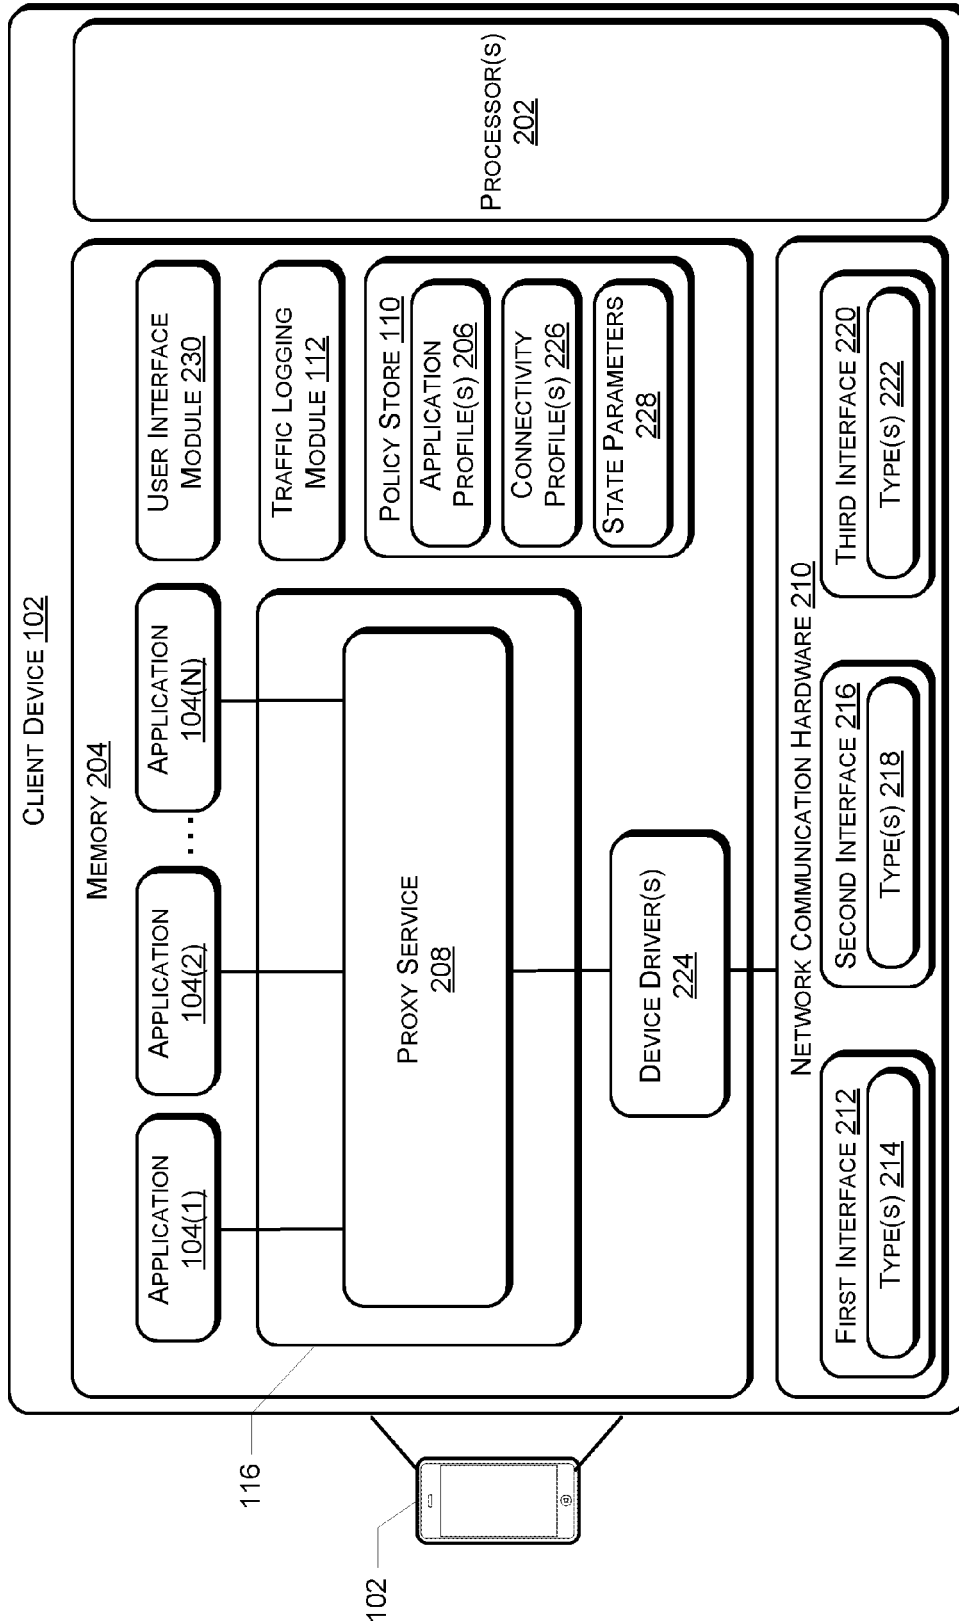 CLIENT DEVICE 102
MEMORY 204
APPLICATION
104(1)
APPLICATION
104(2)
...
APPLICATION
104(N)
USER INTERFACE
MODULE 230
TRAFFIC LOGGING
MODULE 112
POLICY STORE 110
APPLICATION
PROFILE(S) 206
CONNECTIVITY
PROFILE(S) 226
STATE PARAMETERS
228
116
PROXY SERVICE
208
DEVICE DRIVER(S)
224
102
NETWORK COMMUNICATION HARDWARE 210
FIRST INTERFACE 212
TYPE(S) 214
SECOND INTERFACE 216
TYPE(S) 218
THIRD INTERFACE 220
TYPE(S) 222
PROCESSOR(S)
202